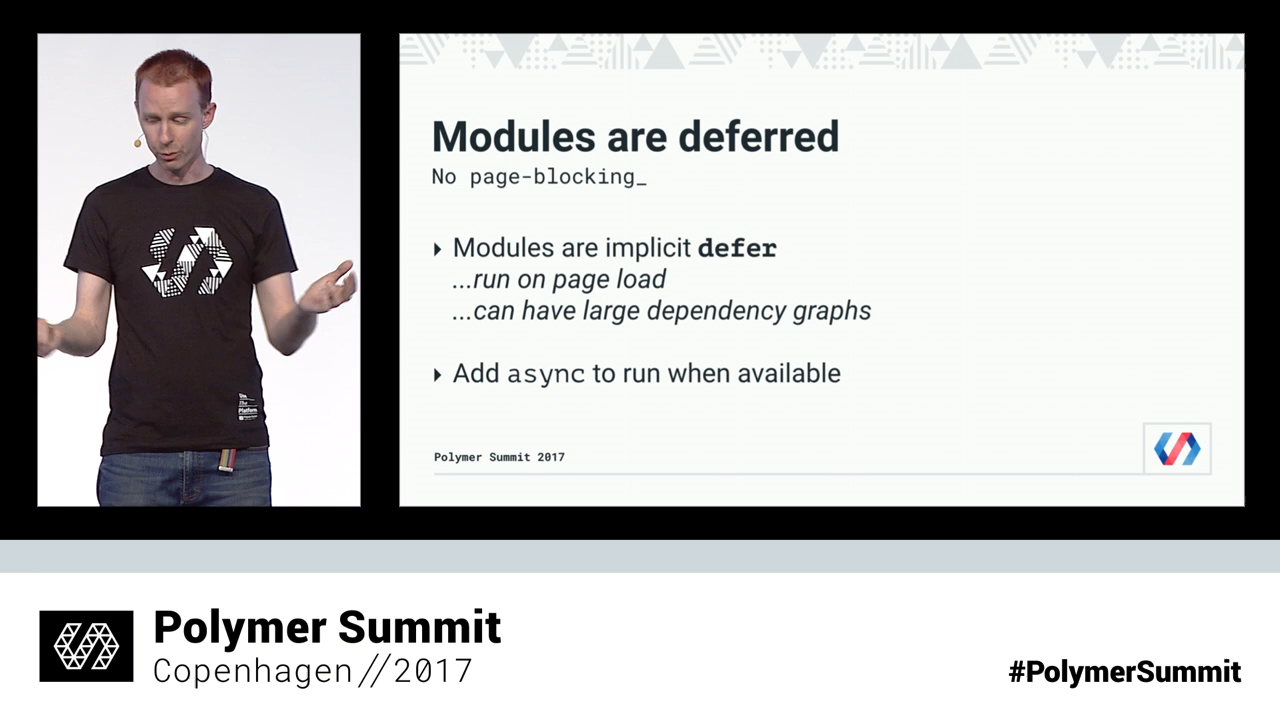 Modules are deferred
No page-blocking_
Modules are implicit defer
...run on page load
...can have large dependency graphs
Add async to run when available
Polymer Summit 2017
Polymer Summit
Copenhagen//2017
#PolymerSummit